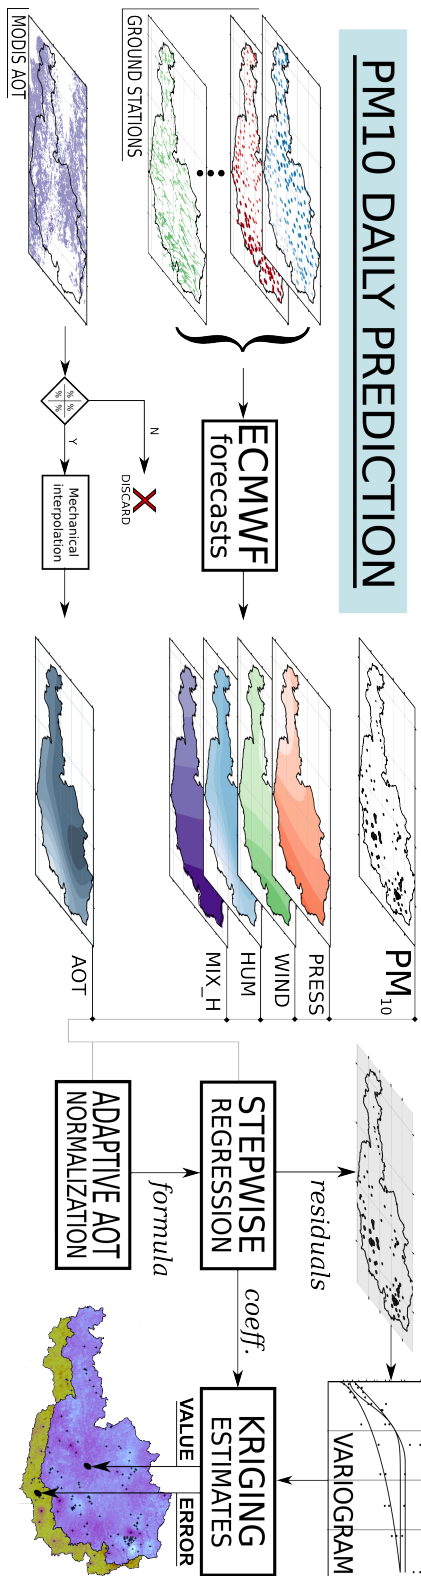 PM10 DAILY PREDICTION
GROUND STATIONS
MODIS AOT
ECMWF
forecasts
% %
% %
N
Y
X
DISCARD
Mechanical
interpolation
PM10
PRESS
WIND
HUM
MIX_H
AOT
STEPWISE
REGRESSION
ADAPTIVE AOT
NORMALIZATION
formula
residuals
coeff.
VARIOGRAM
KRIGING
ESTIMATES
VALUE
ERROR